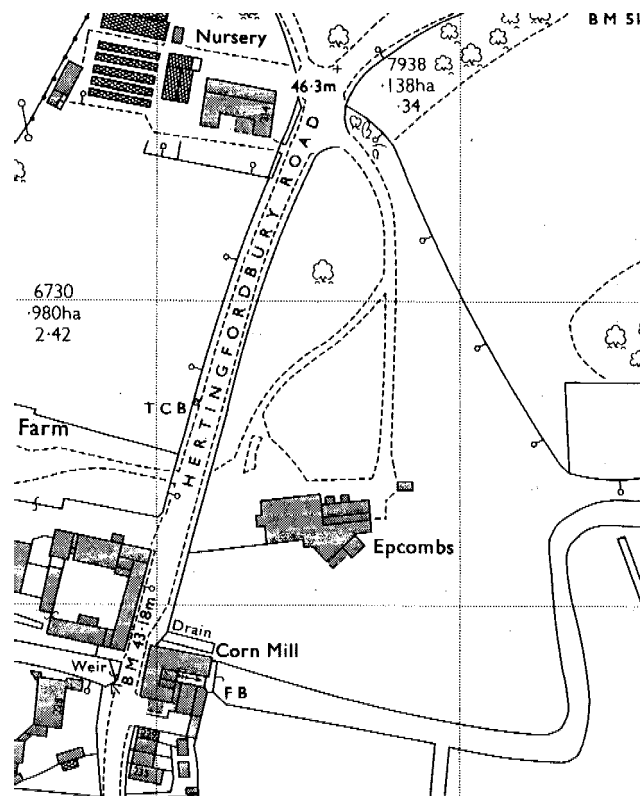 BM 51
Nursery
46·3m
7938
·138ha
·34
HERTINGFORDBURY ROAD
6730
·980ha
2·42
TCB
Farm
Epcombs
BM 43·18m
Drain
Corn Mill
Weir
FB